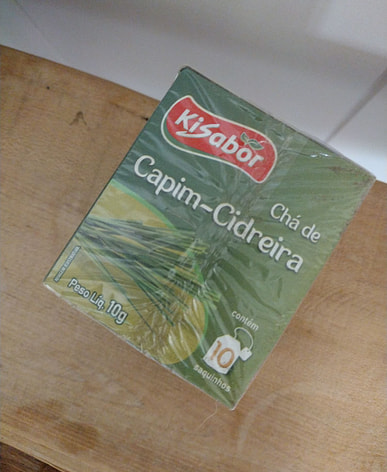 KiSabor
Chá de
Capim-Cidreira
Peso Líq. 10g
contém
10
saquinhos